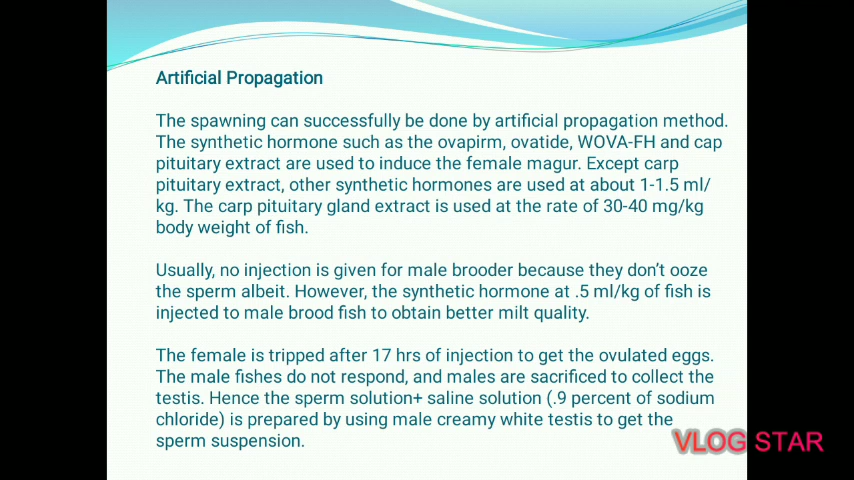 Artificial Propagation
The spawning can successfully be done by artificial propagation method.
The synthetic hormone such as the ovapirm, ovatide, WOVA-FH and cap
pituitary extract are used to induce the female magur. Except carp
pituitary extract, other synthetic hormones are used at about 1-1.5 ml/
kg. The carp pituitary gland extract is used at the rate of 30-40 mg/kg
body weight of fish.
Usually, no injection is given for male brooder because they don’t ooze
the sperm albeit. However, the synthetic hormone at .5 ml/kg of fish is
injected to male brood fish to obtain better milt quality.
The female is tripped after 17 hrs of injection to get the ovulated eggs.
The male fishes do not respond, and males are sacrificed to collect the
testis. Hence the sperm solution+ saline solution (.9 percent of sodium
chloride) is prepared by using male creamy white testis to get the
sperm suspension.
VLOG STAR